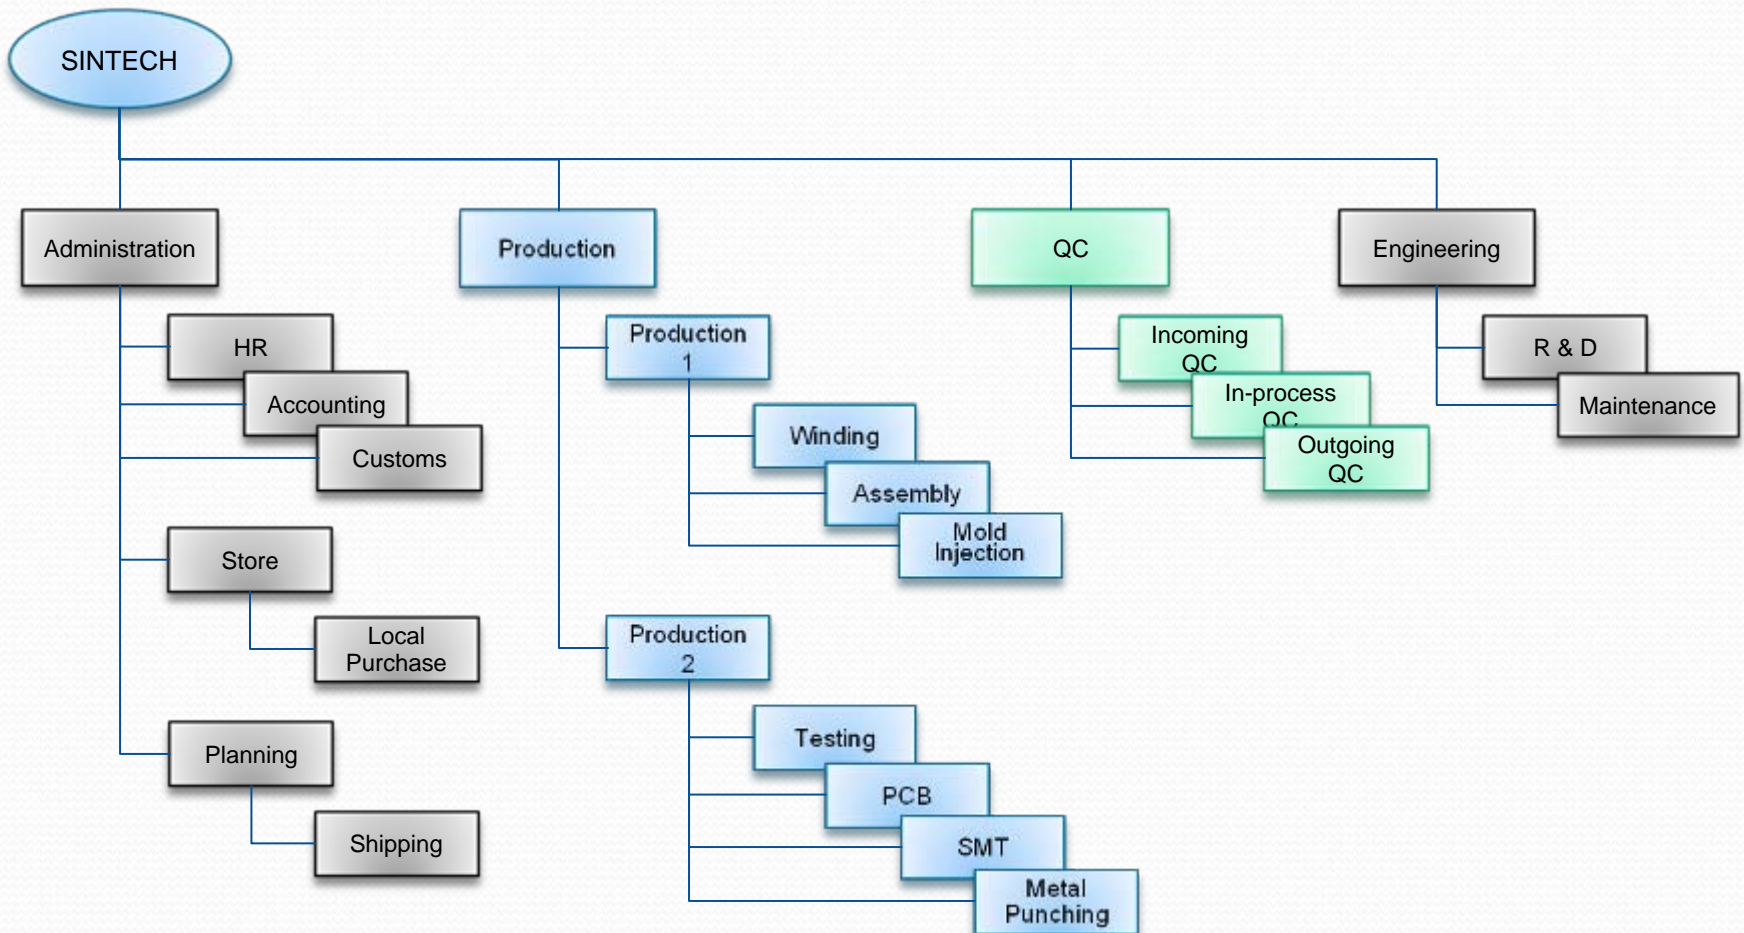 SINTECH
Administration
Production
QC
Engineering
HR
Accounting
Customs
Store
Local
Purchase
Planning
Shipping
Production
1
Winding
Assembly
Mold
Injection
Production
2
Testing
PCB
SMT
Metal
Punching
Incoming
QC
In-process
QC
Outgoing
QC
R & D
Maintenance